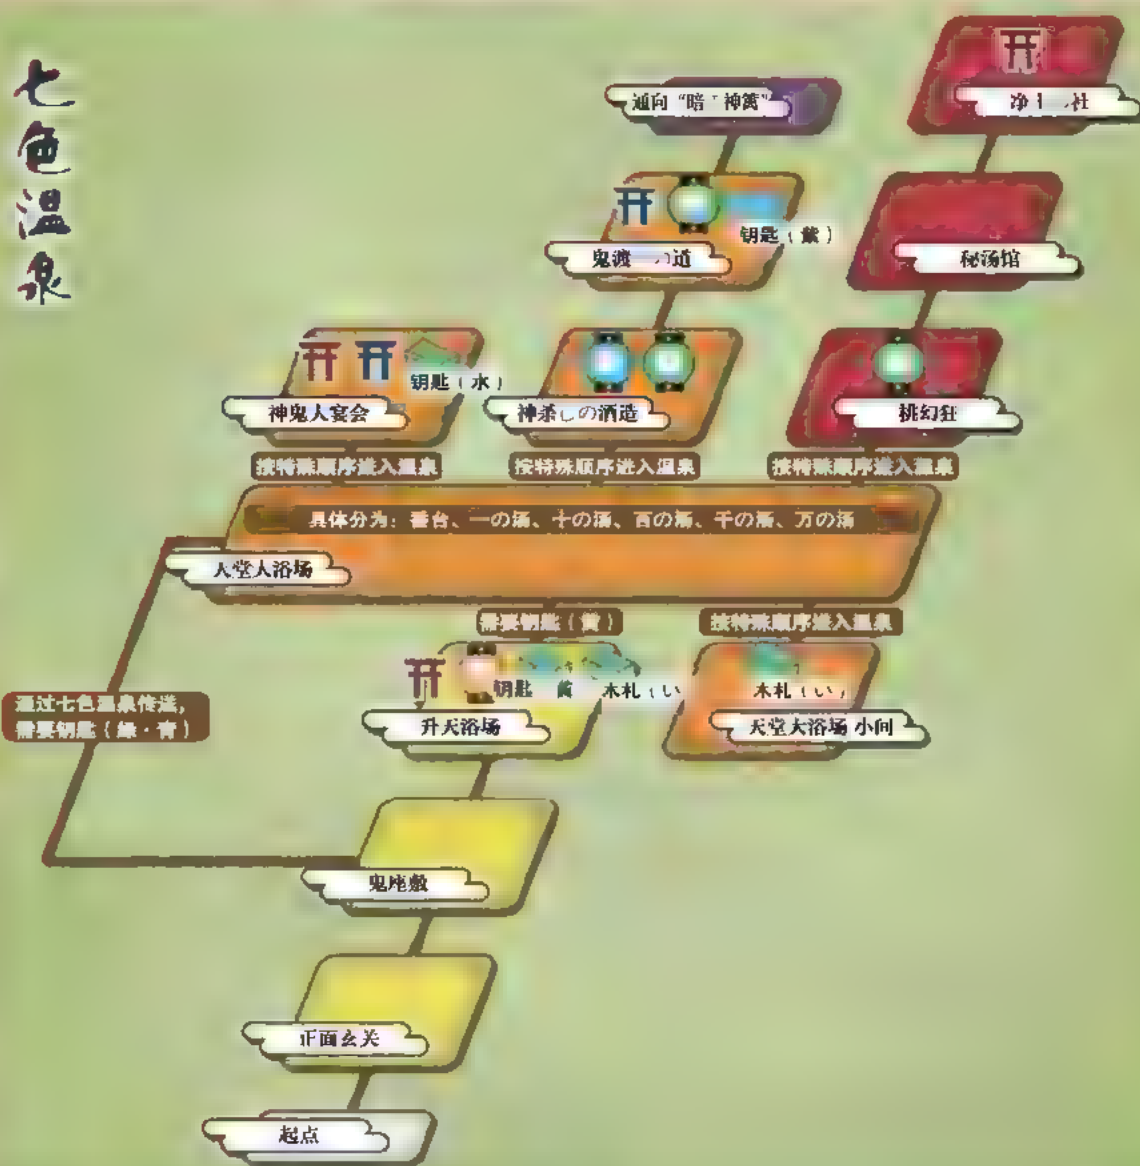 七色温泉
通向“暗 神篱”
净 社
鬼渡 の道
钥匙（紫）
秘汤馆
钥匙（水）
神鬼大宴会
神杀しの酒造
桃幻狂
按特殊顺序进入温泉
按特殊顺序进入温泉
按特殊顺序进入温泉
具体分为：番台、一の汤、十の汤、百の汤、千の汤、万の汤
天堂大浴场
需要钥匙（黄）
按特殊顺序进入温泉
钥匙 黄
木札（い
木札（い）
升天浴场
天堂大浴场 小间
通过七色温泉传送，
需要钥匙（绿·青）
鬼座敷
正面玄关
起点